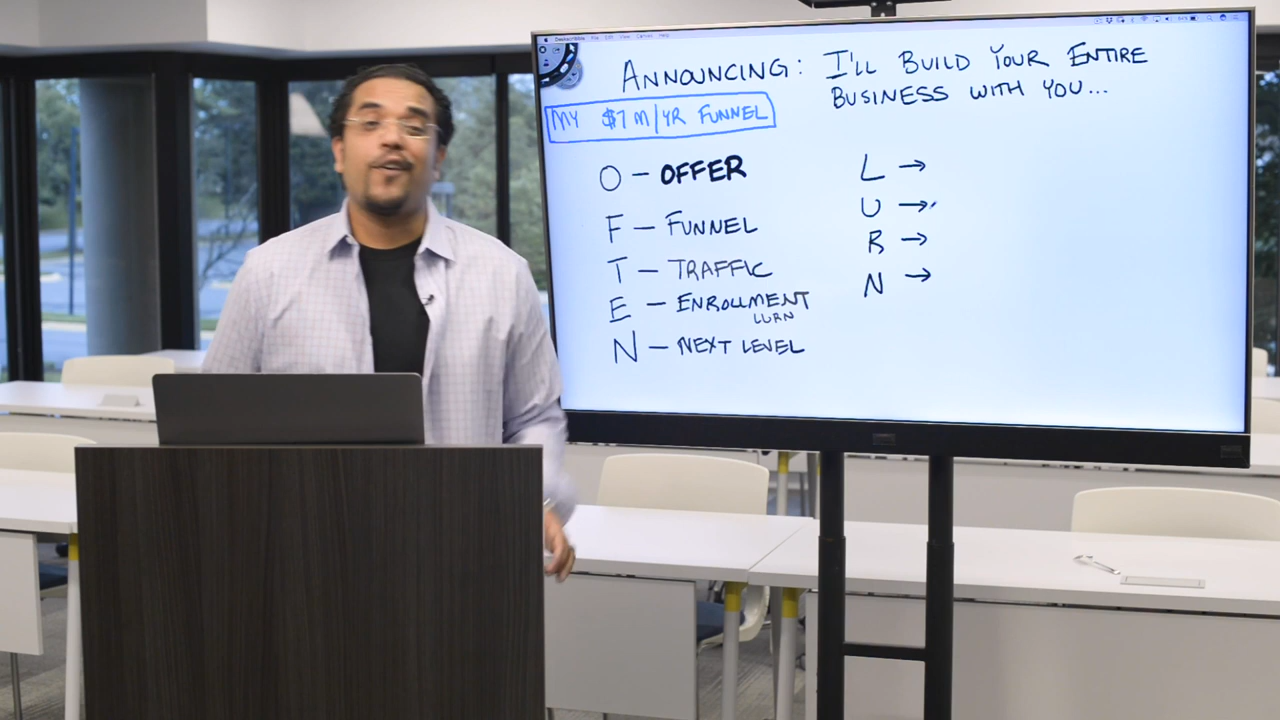 ANNOUNCING: I'LL BUILD YOUR ENTIRE
BUSINESS WITH YOU...
MY $7M/YR FUNNEL
O - OFFER
F - FUNNEL
T - TRAFFIC
E - ENROLLMENT
LURN
N - NEXT LEVEL
L →
U →
R →
N →